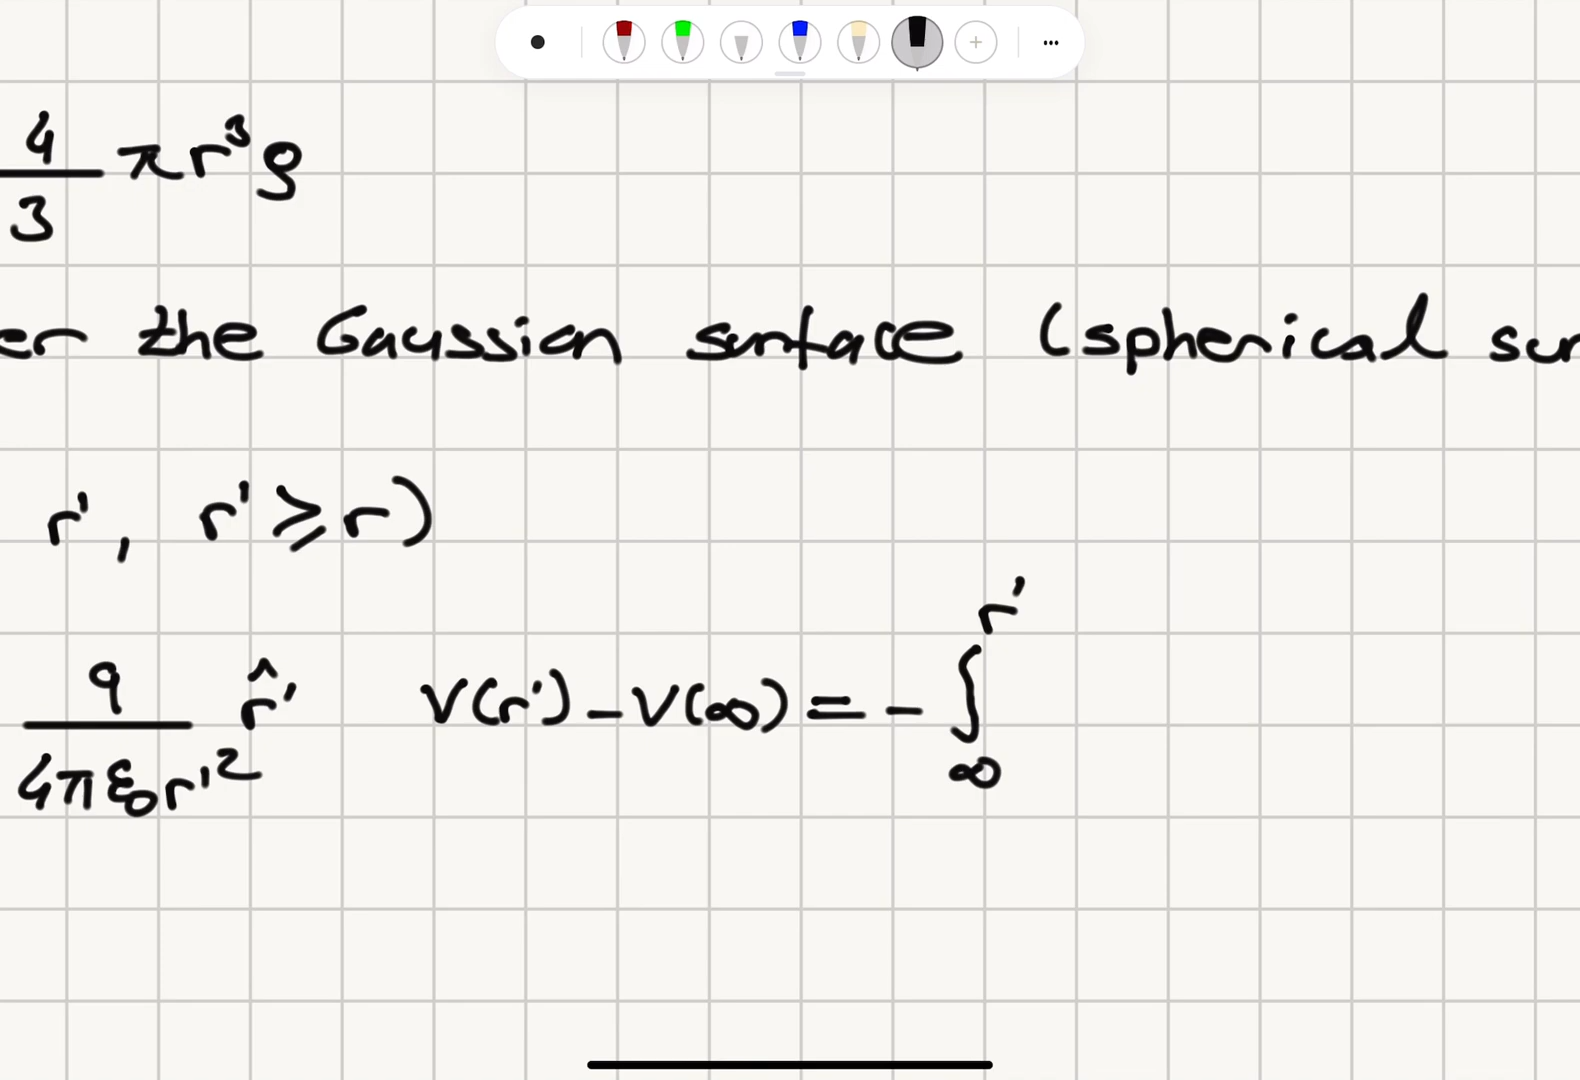 4/3 πr³ρ
er the Gaussian surface (spherical sur
r', r' ≥ r)
q/4πε₀r'² r̂' V(r') - V(∞) = - ∫_∞^r'